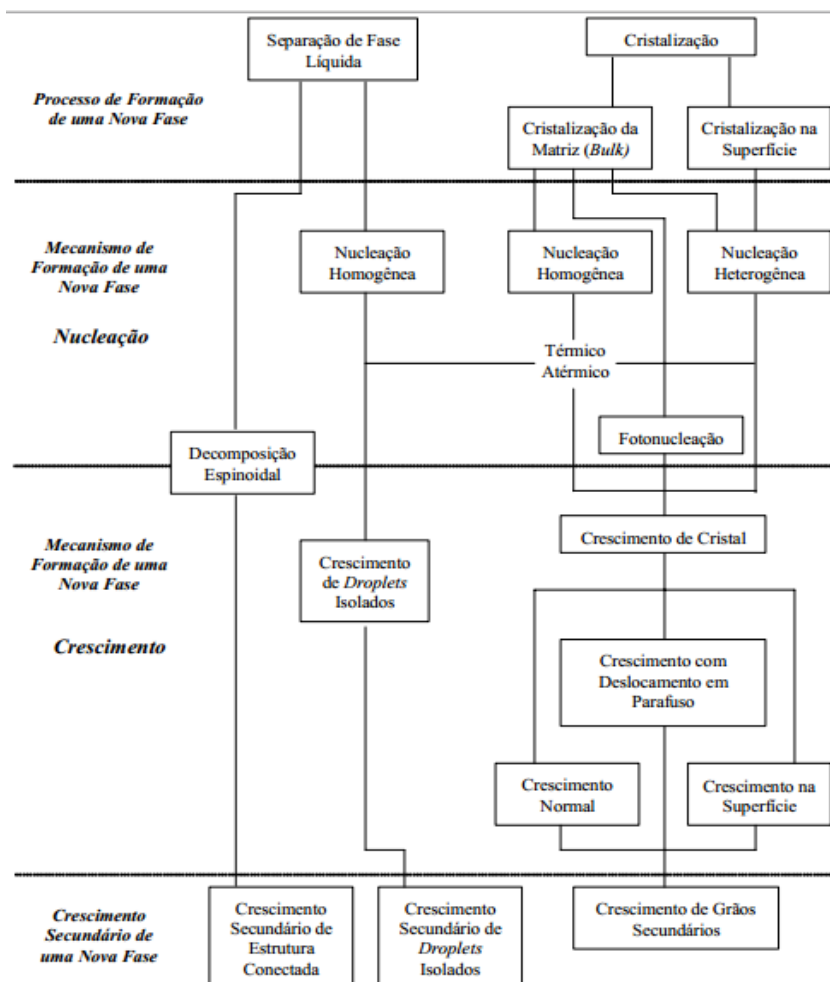 Separação de Fase
Líquida
Cristalização
Processo de Formação
de uma Nova Fase
Cristalização da
Matriz (Bulk)
Cristalização na
Superfície
Mecanismo de
Formação de uma
Nova Fase
Nucleação
Nucleação
Homogênea
Nucleação
Homogênea
Nucleação
Heterogênea
Térmico
Atérmico
Fotonucleação
Decomposição
Espinoidal
Mecanismo de
Formação de uma
Nova Fase
Crescimento
Crescimento
de Droplets
Isolados
Crescimento de Cristal
Crescimento com
Deslocamento em
Parafuso
Crescimento
Normal
Crescimento na
Superfície
Crescimento
Secundário de
uma Nova Fase
Crescimento
Secundário de
Estrutura
Conectada
Crescimento
Secundário de
Droplets
Isolados
Crescimento de Grãos
Secundários